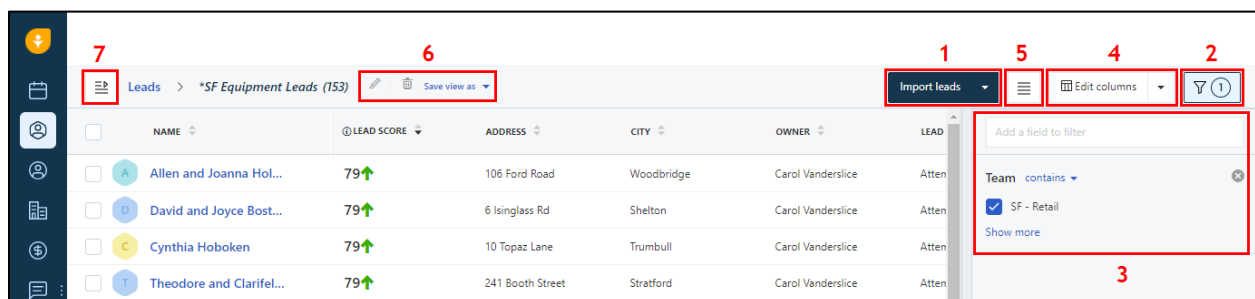 7
6
1
5
4
2
Leads > *SF Equipment Leads (153)
Save view as
Import leads
Edit columns
1
NAME
LEAD SCORE
ADDRESS
CITY
OWNER
LEAD
Add a field to filter
A
Allen and Joanna Hol...
79
106 Ford Road
Woodbridge
Carol Vanderslice
Atten
Team contains
D
David and Joyce Bost...
79
6 Isinglass Rd
Shelton
Carol Vanderslice
Atten
SF - Retail
Show more
C
Cynthia Hoboken
79
10 Topaz Lane
Trumbull
Carol Vanderslice
Atten
T
Theodore and Clarifel...
79
241 Booth Street
Stratford
Carol Vanderslice
Atten
3